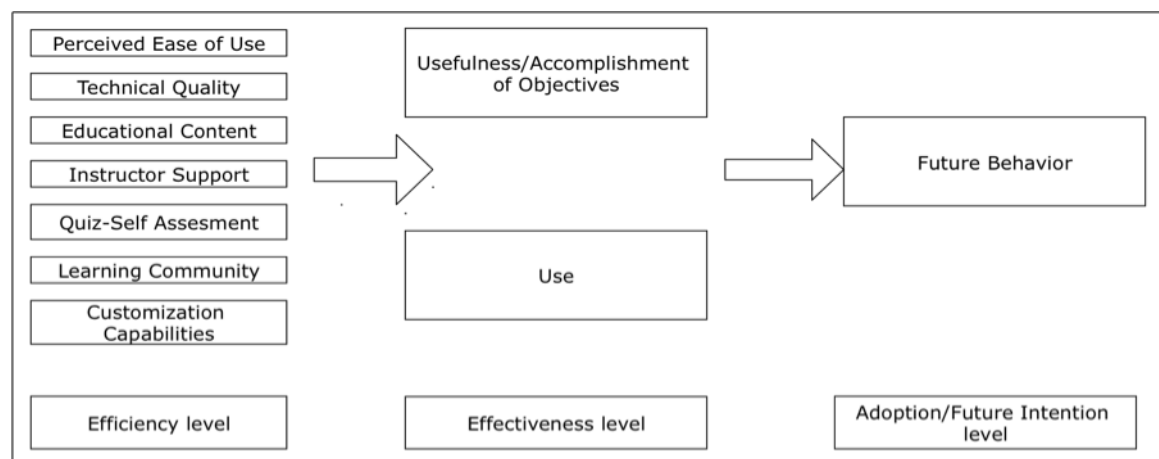 Perceived Ease of Use
Technical Quality
Educational Content
Instructor Support
Quiz-Self Assesment
Learning Community
Customization
Capabilities
Efficiency level
Usefulness/Accomplishment
of Objectives
Use
Effectiveness level
Future Behavior
Adoption/Future Intention
level